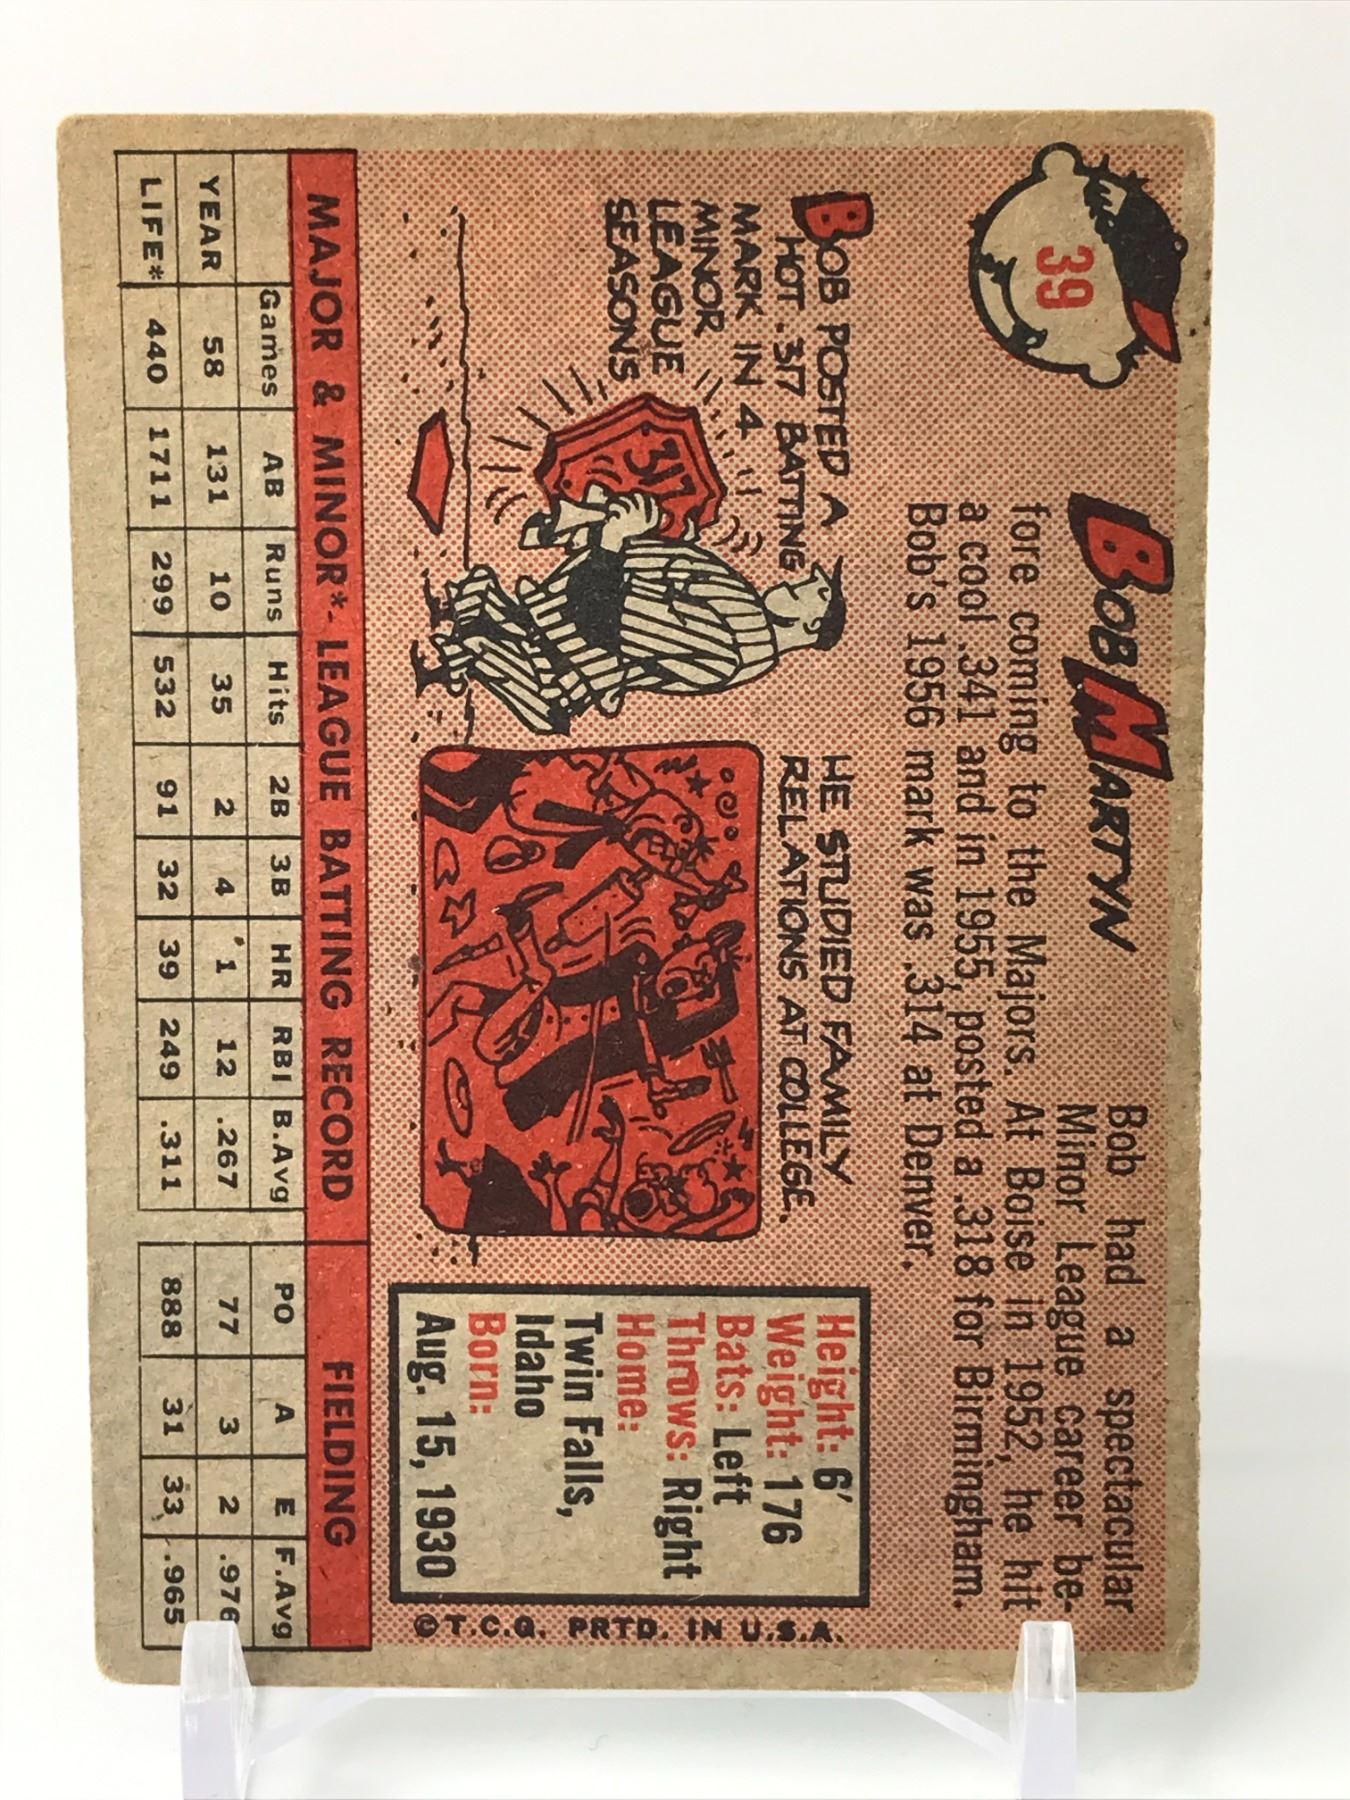 39
BOB MARTYN
Bob had a spectacular
Minor League career be-
fore coming to the Majors. At Boise in 1952, he hit
a cool .341 and in 1955, posted a .318 for Birmingham.
Bob's 1956 mark was .314 at Denver.
BOB POSTED A
HOT .317 BATTING
MARK IN 4
MINOR
LEAGUE
SEASONS
.317
HE STUDIED FAMILY
RELATIONS AT COLLEGE.
Height: 6'
Weight: 176
Bats: Left
Throws: Right
Home:
Twin Falls,
Idaho
Born:
Aug. 15, 1930
©T.C.G. PRTD. IN U.S.A.
MAJOR & MINOR*- LEAGUE BATTING RECORD FIELDING
Games AB Runs Hits 2B 3B HR RBI B.Avg PO A E F.Avg
YEAR 58 131 10 35 2 4 1 12 .267 77 3 2 .976
LIFE* 440 1711 299 532 91 32 39 249 .311 888 31 33 .965